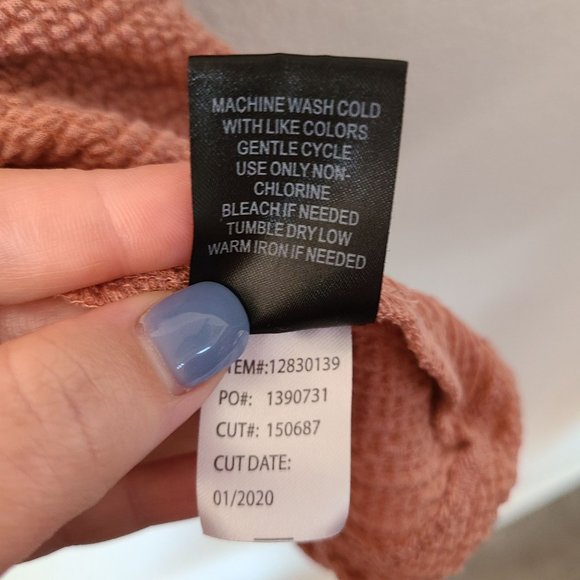 MACHINE WASH COLD
WITH LIKE COLORS
GENTLE CYCLE
USE ONLY NON-
CHLORINE
BLEACH IF NEEDED
TUMBLE DRY LOW
WARM IRON IF NEEDED
TEM#:12830139
PO#: 1390731
CUT#: 150687
CUT DATE:
01/2020